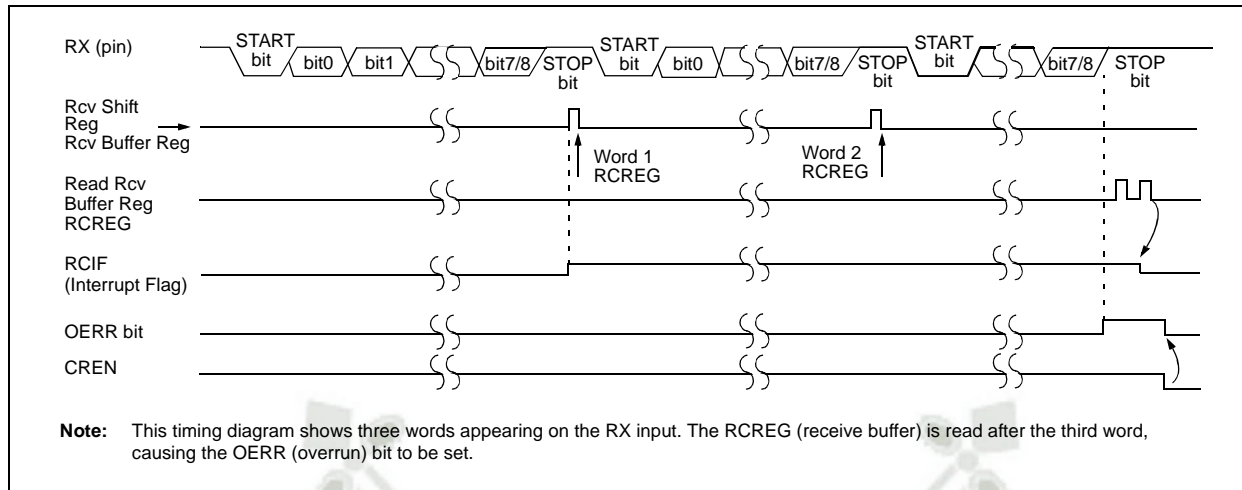 RX (pin)
START bit
bit0
bit1
bit7/8
STOP bit
START bit
bit0
bit7/8
STOP bit
START bit
bit7/8
STOP bit
Rcv Shift
Reg
Rcv Buffer Reg
Word 1
RCREG
Word 2
RCREG
Read Rcv
Buffer Reg
RCREG
RCIF
(Interrupt Flag)
OERR bit
CREN
Note: This timing diagram shows three words appearing on the RX input. The RCREG (receive buffer) is read after the third word,
causing the OERR (overrun) bit to be set.